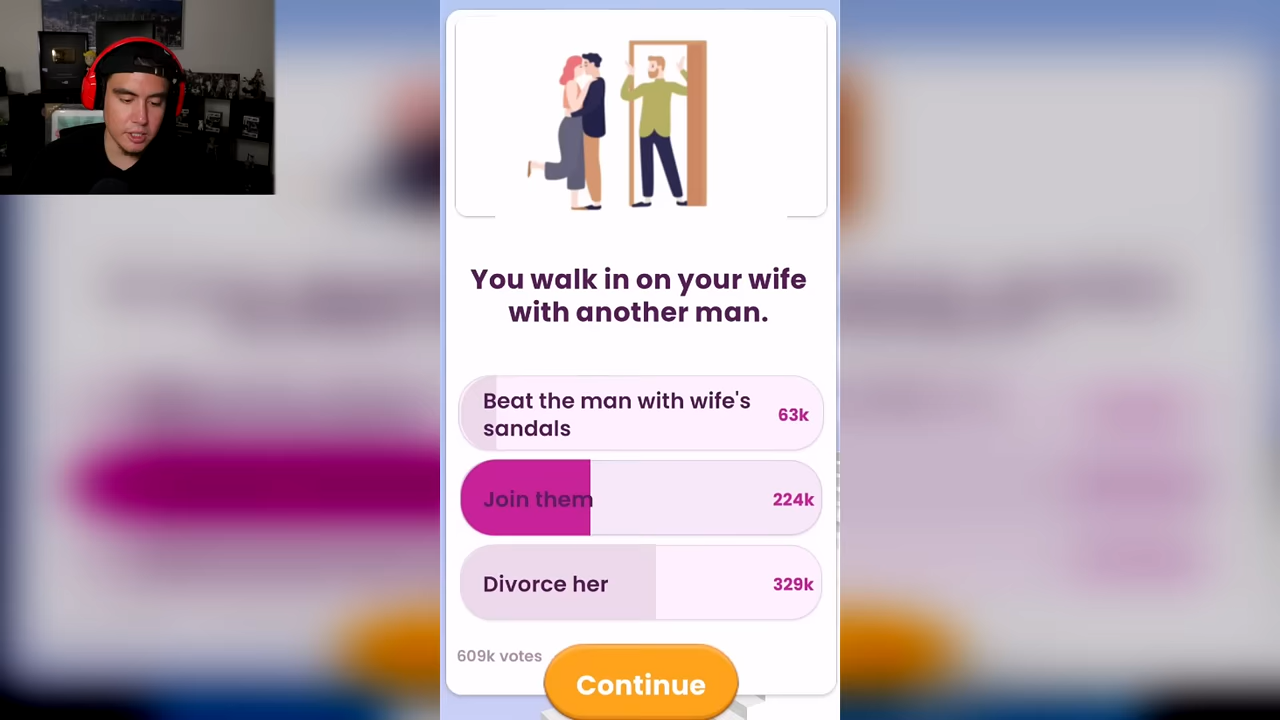 You walk in on your wife
with another man.
Beat the man with wife's
sandals
63k
Join them
224k
Divorce her
329k
609k votes
Continue